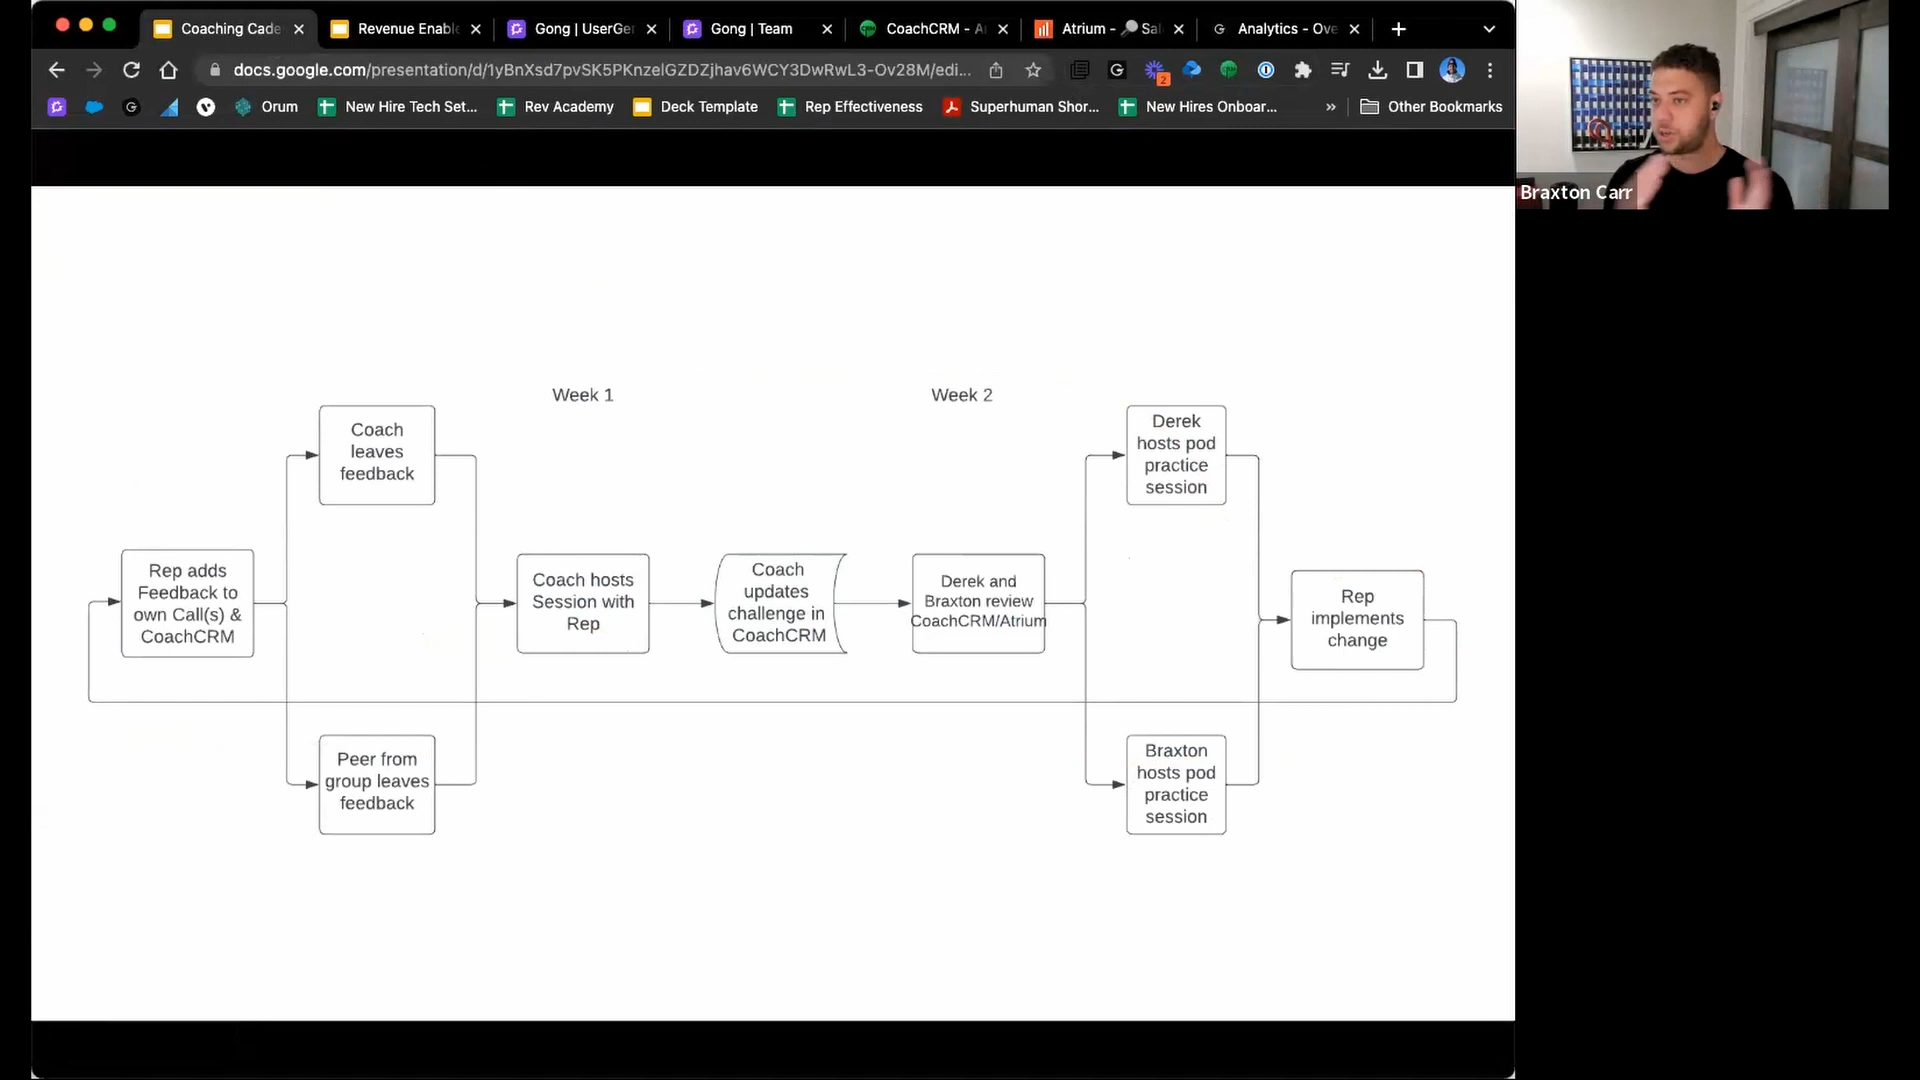 Coaching Cade
Revenue Enabl
Gong | UserGer
Gong | Team
CoachCRM - A
Atrium - 🔎 Sal
Analytics - Ove
docs.google.com/presentation/d/1yBnXsd7pvSK5PKnzelGZDZjhav6WCY3DwRwL3-Ov28M/edi...
2
Orum
New Hire Tech Set...
Rev Academy
Deck Template
Rep Effectiveness
Superhuman Shor...
New Hires Onboar...
»
Other Bookmarks
Braxton Carr
Week 1
Week 2
Rep adds
Feedback to
own Call(s) &
CoachCRM
Coach
leaves
feedback
Peer from
group leaves
feedback
Coach hosts
Session with
Rep
Coach
updates
challenge in
CoachCRM
Derek and
Braxton review
CoachCRM/Atrium
Derek
hosts pod
practice
session
Braxton
hosts pod
practice
session
Rep
implements
change